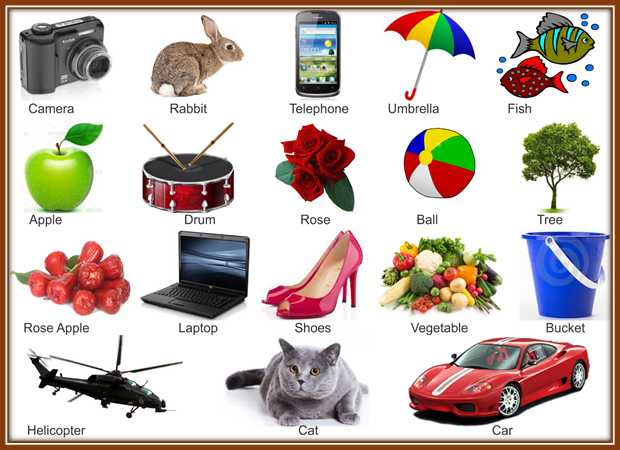 Camera
Rabbit
Telephone
Umbrella
Fish
Apple
Drum
Rose
Ball
Tree
Rose Apple
Laptop
Shoes
Vegetable
Bucket
Helicopter
Cat
Car